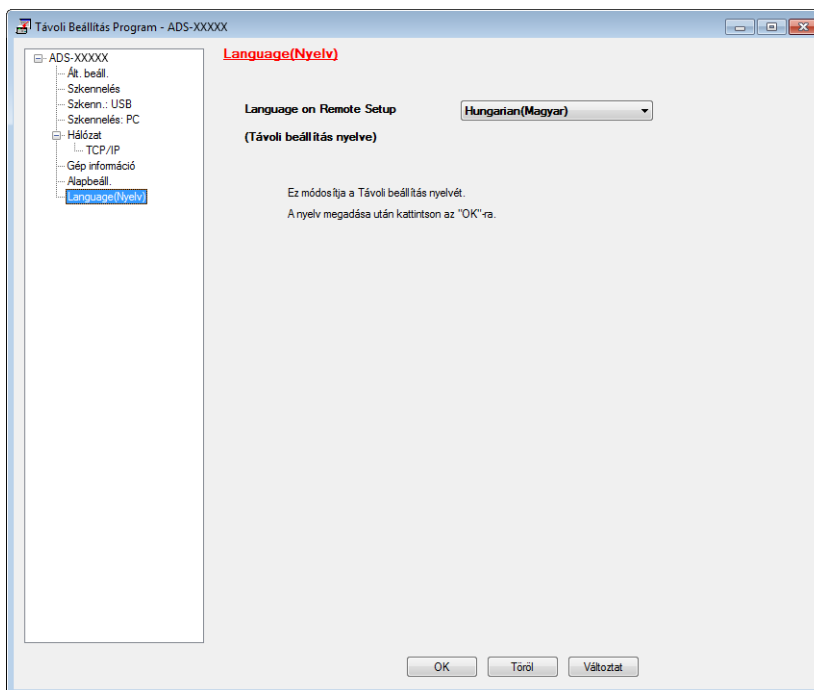 Távoli Beállítás Program - ADS-XXXXX
ADS-XXXXX
Ált. beáll.
Szkennelés
Szkenn.: USB
Szkennelés: PC
Hálózat
TCP/IP
Gép információ
Alapbeáll.
Language(Nyelv)
Language(Nyelv)
Language on Remote Setup
Hungarian(Magyar)
(Távoli beállítás nyelve)
Ez módosítja a Távoli beállítás nyelvét.
A nyelv megadása után kattintson az "OK"-ra.
OK
Töröl
Változtat